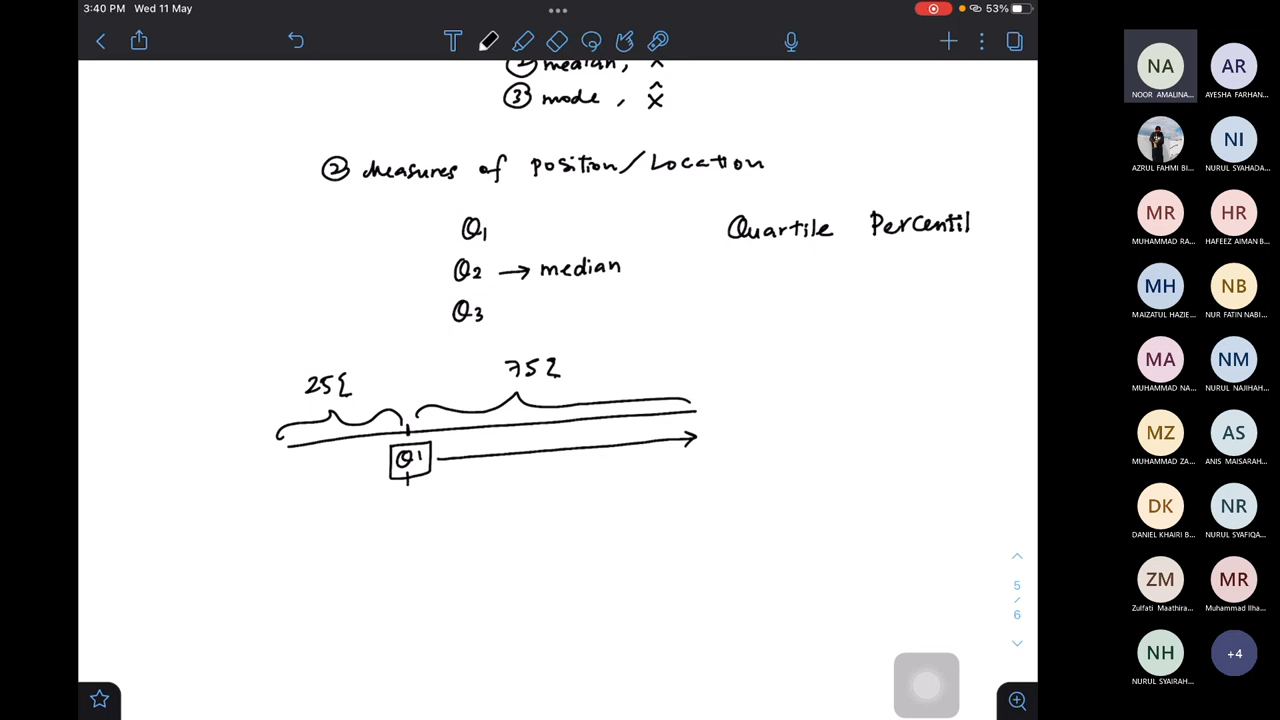 3:40 PM Wed 11 May
53%
② median, x
③ mode , x̂
② Measures of position/Location
Q1 Quartile Percentil
Q2 → median
Q3
25% 75%
Q1
5
6
NA AR
NOOR AMALINA... AYESHA FARHAN...
NI
AZRUL FAHMI BI... NURUL SYAHADA...
MR HR
MUHAMMAD RA... HAFEEZ AIMAN B...
MH NB
MAIZATUL HAZIE... NUR FATIN NABI...
MA NM
MUHAMMAD NA... NURUL NAJIHAH...
MZ AS
MUHAMMAD ZA... ANIS MAISARAH...
DK NR
DANIEL KHAIRI B... NURUL SYAFIQA...
ZM MR
Zulfati Maathira... Muhammad Ilha...
NH +4
NURUL SYAIRAH...